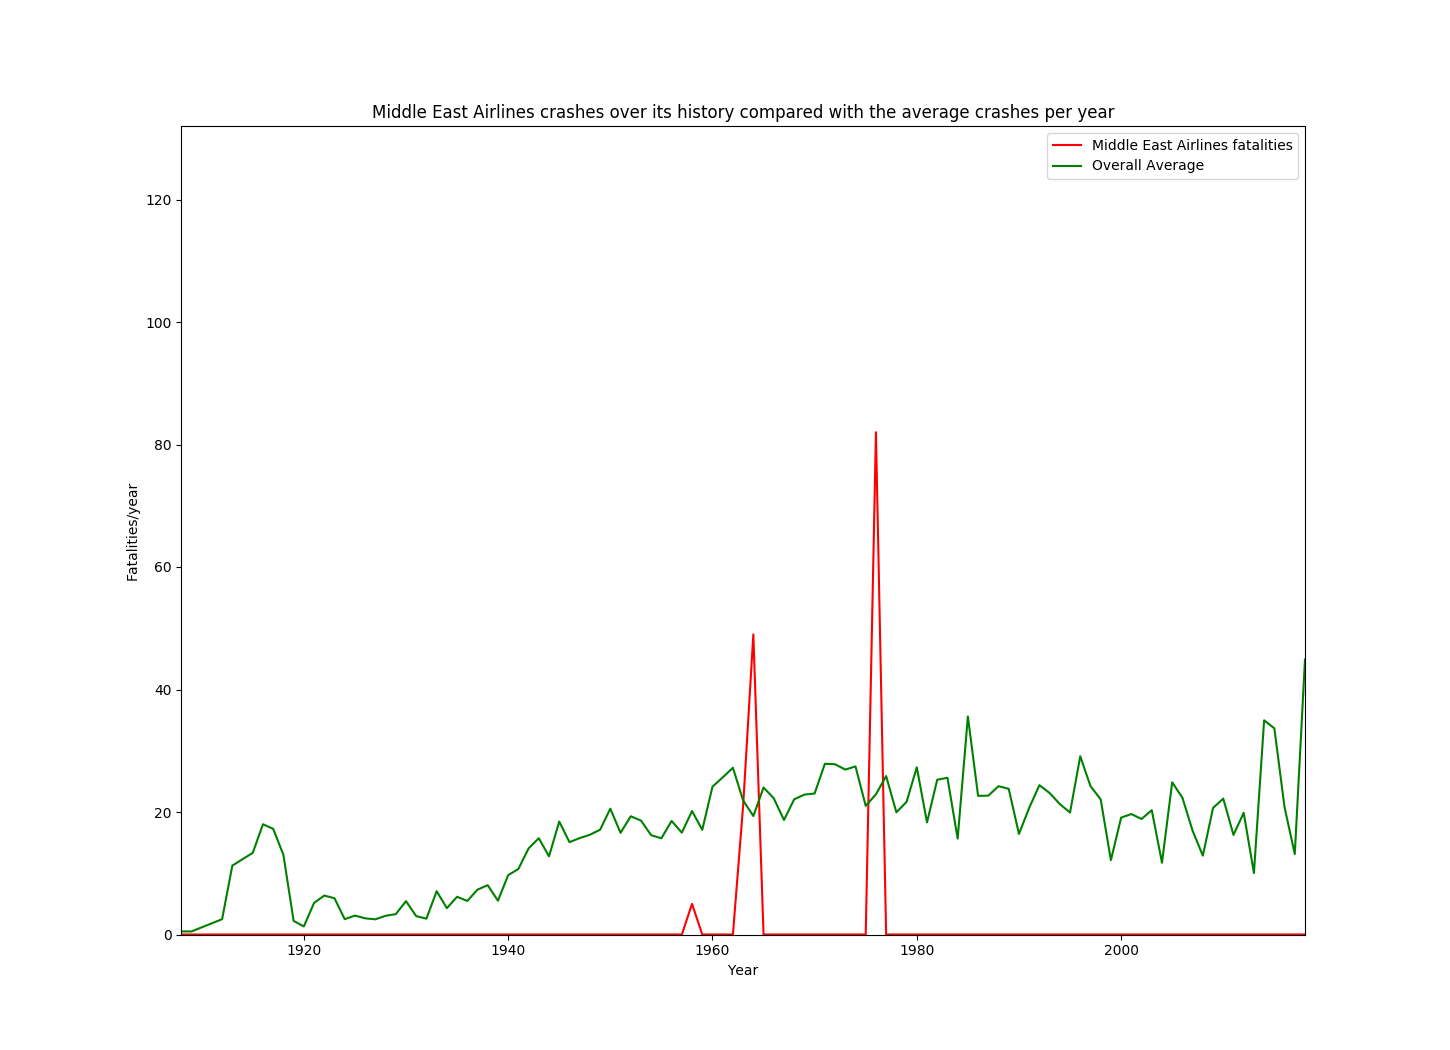 Middle East Airlines crashes over its history compared with the average crashes per year
Middle East Airlines fatalities
Overall Average
120
100
80
60
40
20
0
Fatalities/year
1920 1940 1960 1980 2000
Year